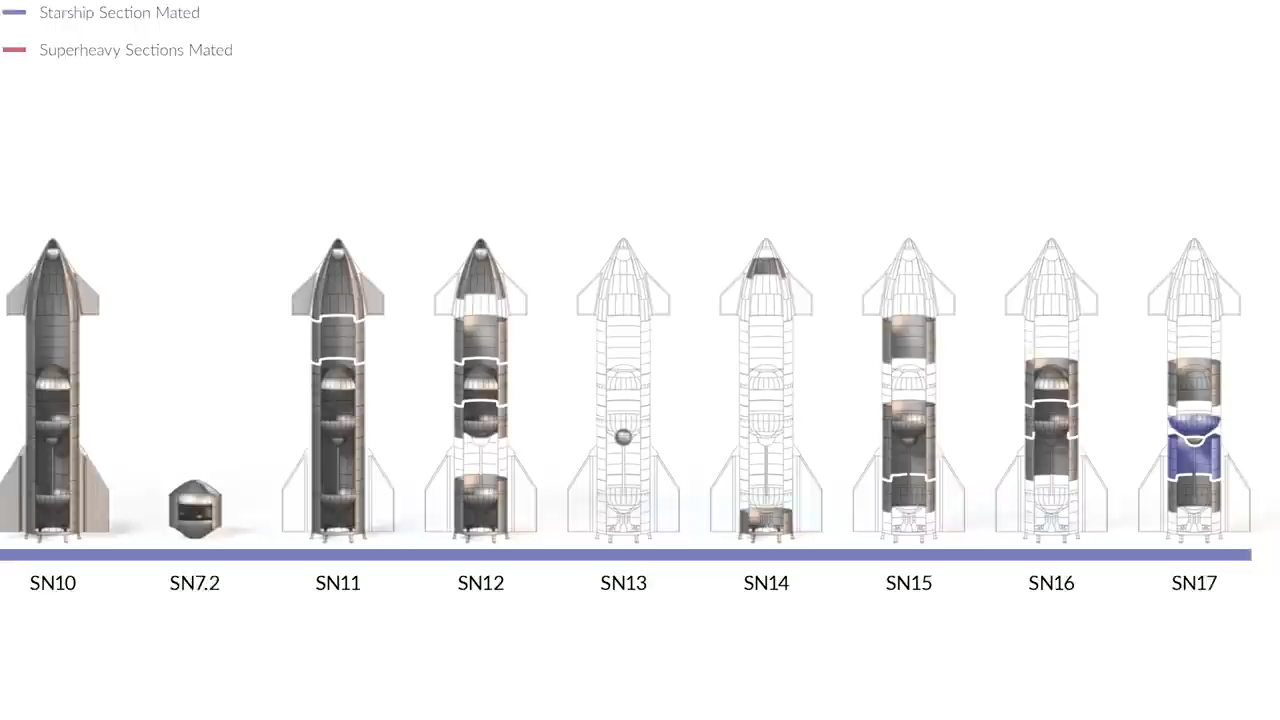 Starship Section Mated
Superheavy Sections Mated
SN10 SN7.2 SN11 SN12 SN13 SN14 SN15 SN16 SN17